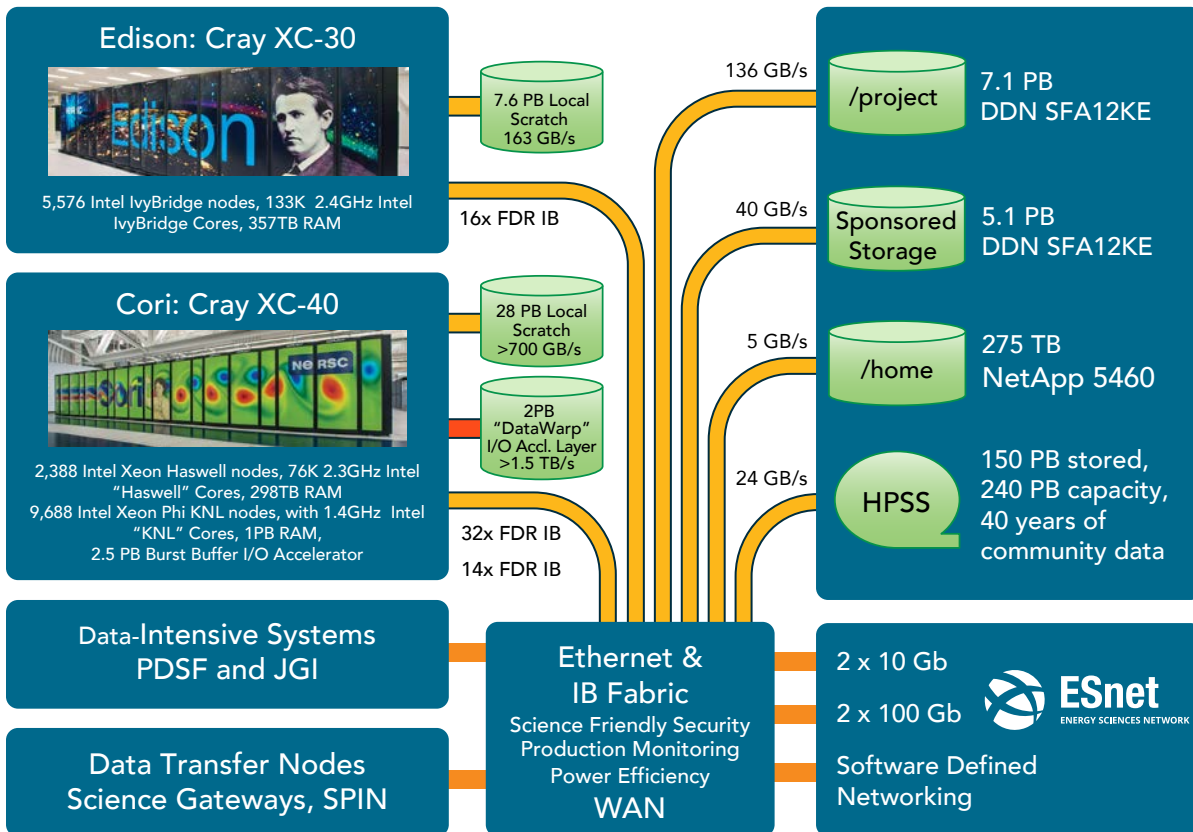 Edison: Cray XC-30
Edison
5,576 Intel IvyBridge nodes, 133K 2.4GHz Intel
IvyBridge Cores, 357TB RAM
7.6 PB Local
Scratch
163 GB/s
16x FDR IB
Cori: Cray XC-40
NeRSC
2,388 Intel Xeon Haswell nodes, 76K 2.3GHz Intel
“Haswell” Cores, 298TB RAM
9,688 Intel Xeon Phi KNL nodes, with 1.4GHz Intel
“KNL” Cores, 1PB RAM,
2.5 PB Burst Buffer I/O Accelerator
28 PB Local
Scratch
>700 GB/s
2PB
“DataWarp”
I/O Accl. Layer
>1.5 TB/s
32x FDR IB
14x FDR IB
136 GB/s
/project
7.1 PB
DDN SFA12KE
40 GB/s
Sponsored
Storage
5.1 PB
DDN SFA12KE
5 GB/s
/home
275 TB
NetApp 5460
24 GB/s
HPSS
150 PB stored,
240 PB capacity,
40 years of
community data
Data-Intensive Systems
PDSF and JGI
Data Transfer Nodes
Science Gateways, SPIN
Ethernet &
IB Fabric
Science Friendly Security
Production Monitoring
Power Efficiency
WAN
2 x 10 Gb
2 x 100 Gb
Software Defined
Networking
ESnet
ENERGY SCIENCES NETWORK